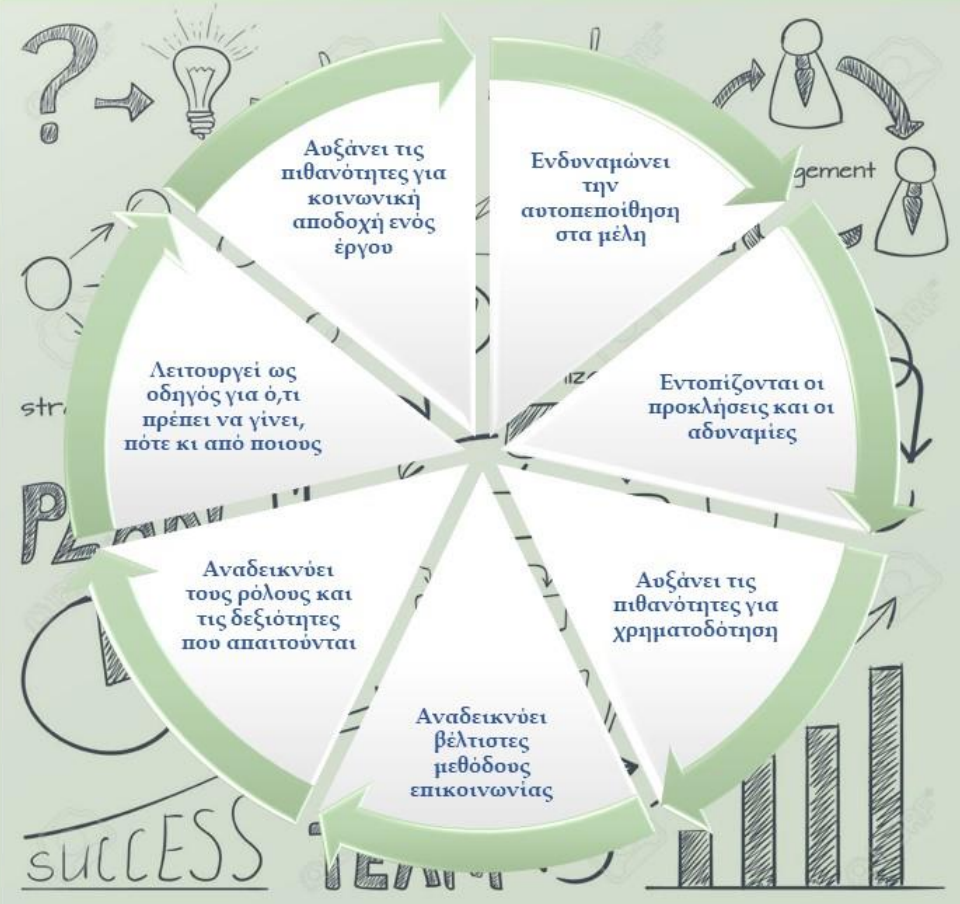 Αυξάνει τις
πιθανότητες για
κοινωνική
αποδοχή ενός
έργου
Ενδυναμώνει
την
αυτοπεποίθηση
στα μέλη
gement
Εντοπίζονται οι
προκλήσεις και οι
αδυναμίες
Λειτουργεί ως
οδηγός για ό,τι
πρέπει να γίνει,
πότε κι από ποιους
str
PLAN
Αναδεικνύει
τους ρόλους και
τις δεξιότητες
που απαιτούνται
Αυξάνει τις
πιθανότητες για
χρηματοδότηση
Αναδεικνύει
βέλτιστες
μεθόδους
επικοινωνίας
SUCCESS
TEAM